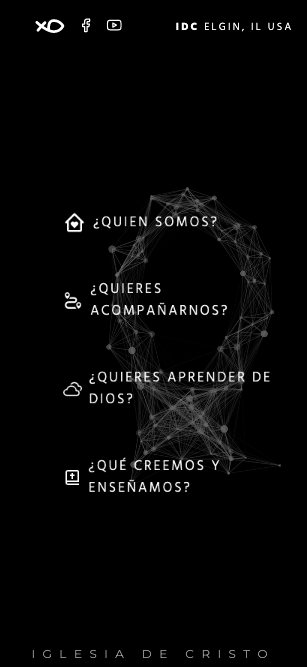 IDC ELGIN, IL USA
¿QUIEN SOMOS?
¿QUIERES
ACOMPAÑARNOS?
¿QUIERES APRENDER DE
DIOS?
¿QUÉ CREEMOS Y
ENSEÑAMOS?
IGLESIA DE CRISTO